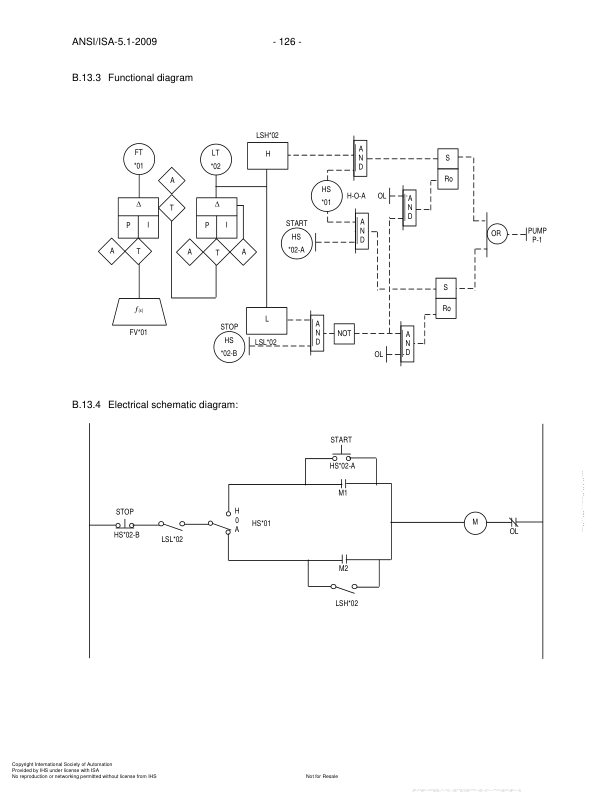 ANSI/ISA-5.1-2009
- 126 -
B.13.3 Functional diagram
LSH*02
FT
*01
LT
*02
H
A
N
D
S
Ro
A
T
HS
*01
H-O-A
OL
A
N
D
Δ
P I
A T
Δ
P I
A T A
START
HS
*02-A
A
N
D
OR
PUMP
P-1
S
Ro
f(x)
FV*01
L
LSL*02
STOP
HS
*02-B
A
N
D
NOT
OL
A
N
D
B.13.4 Electrical schematic diagram:
START
HS*02-A
M1
STOP
HS*02-B
LSL*02
H
0
A
HS*01
M
OL
M2
LSH*02
Copyright International Society of Automation
Provided by IHS under license with ISA
No reproduction or networking permitted without license from IHS
Not for Resale